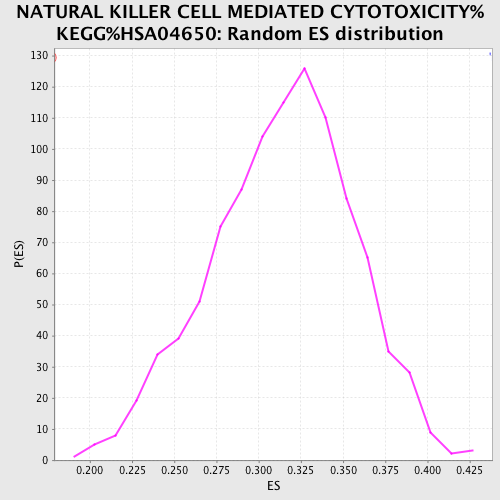 NATURAL KILLER CELL MEDIATED CYTOTOXICITY%
KEGG%HSA04650: Random ES distribution
130
120
110
100
90
80
70
60
50
40
30
20
10
0
P(ES)
0.200 0.225 0.250 0.275 0.300 0.325 0.350 0.375 0.400 0.425
ES